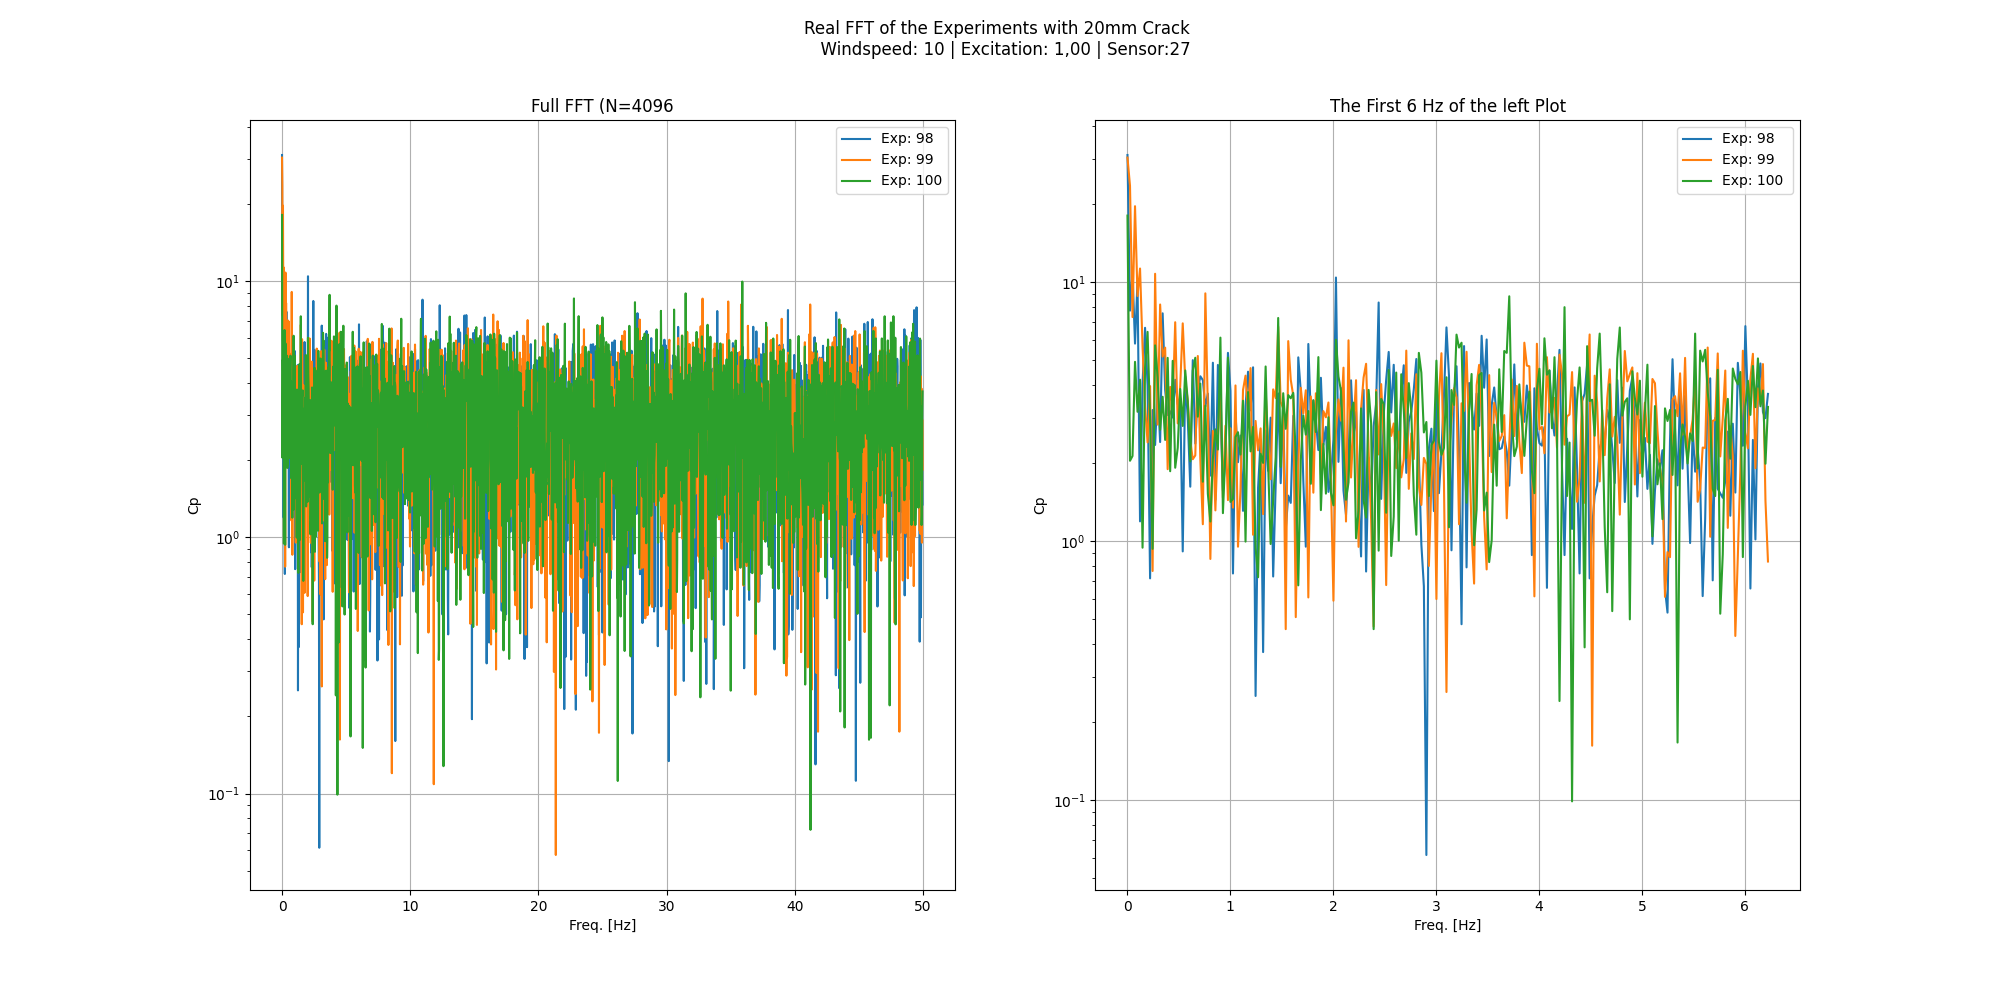 Real FFT of the Experiments with 20mm Crack
Windspeed: 10 | Excitation: 1,00 | Sensor:27
Full FFT (N=4096
Exp: 98
Exp: 99
Exp: 100
Cp
10¹
10⁰
10⁻¹
0 10 20 30 40 50
Freq. [Hz]
The First 6 Hz of the left Plot
Exp: 98
Exp: 99
Exp: 100
Cp
10¹
10⁰
10⁻¹
0 1 2 3 4 5 6
Freq. [Hz]